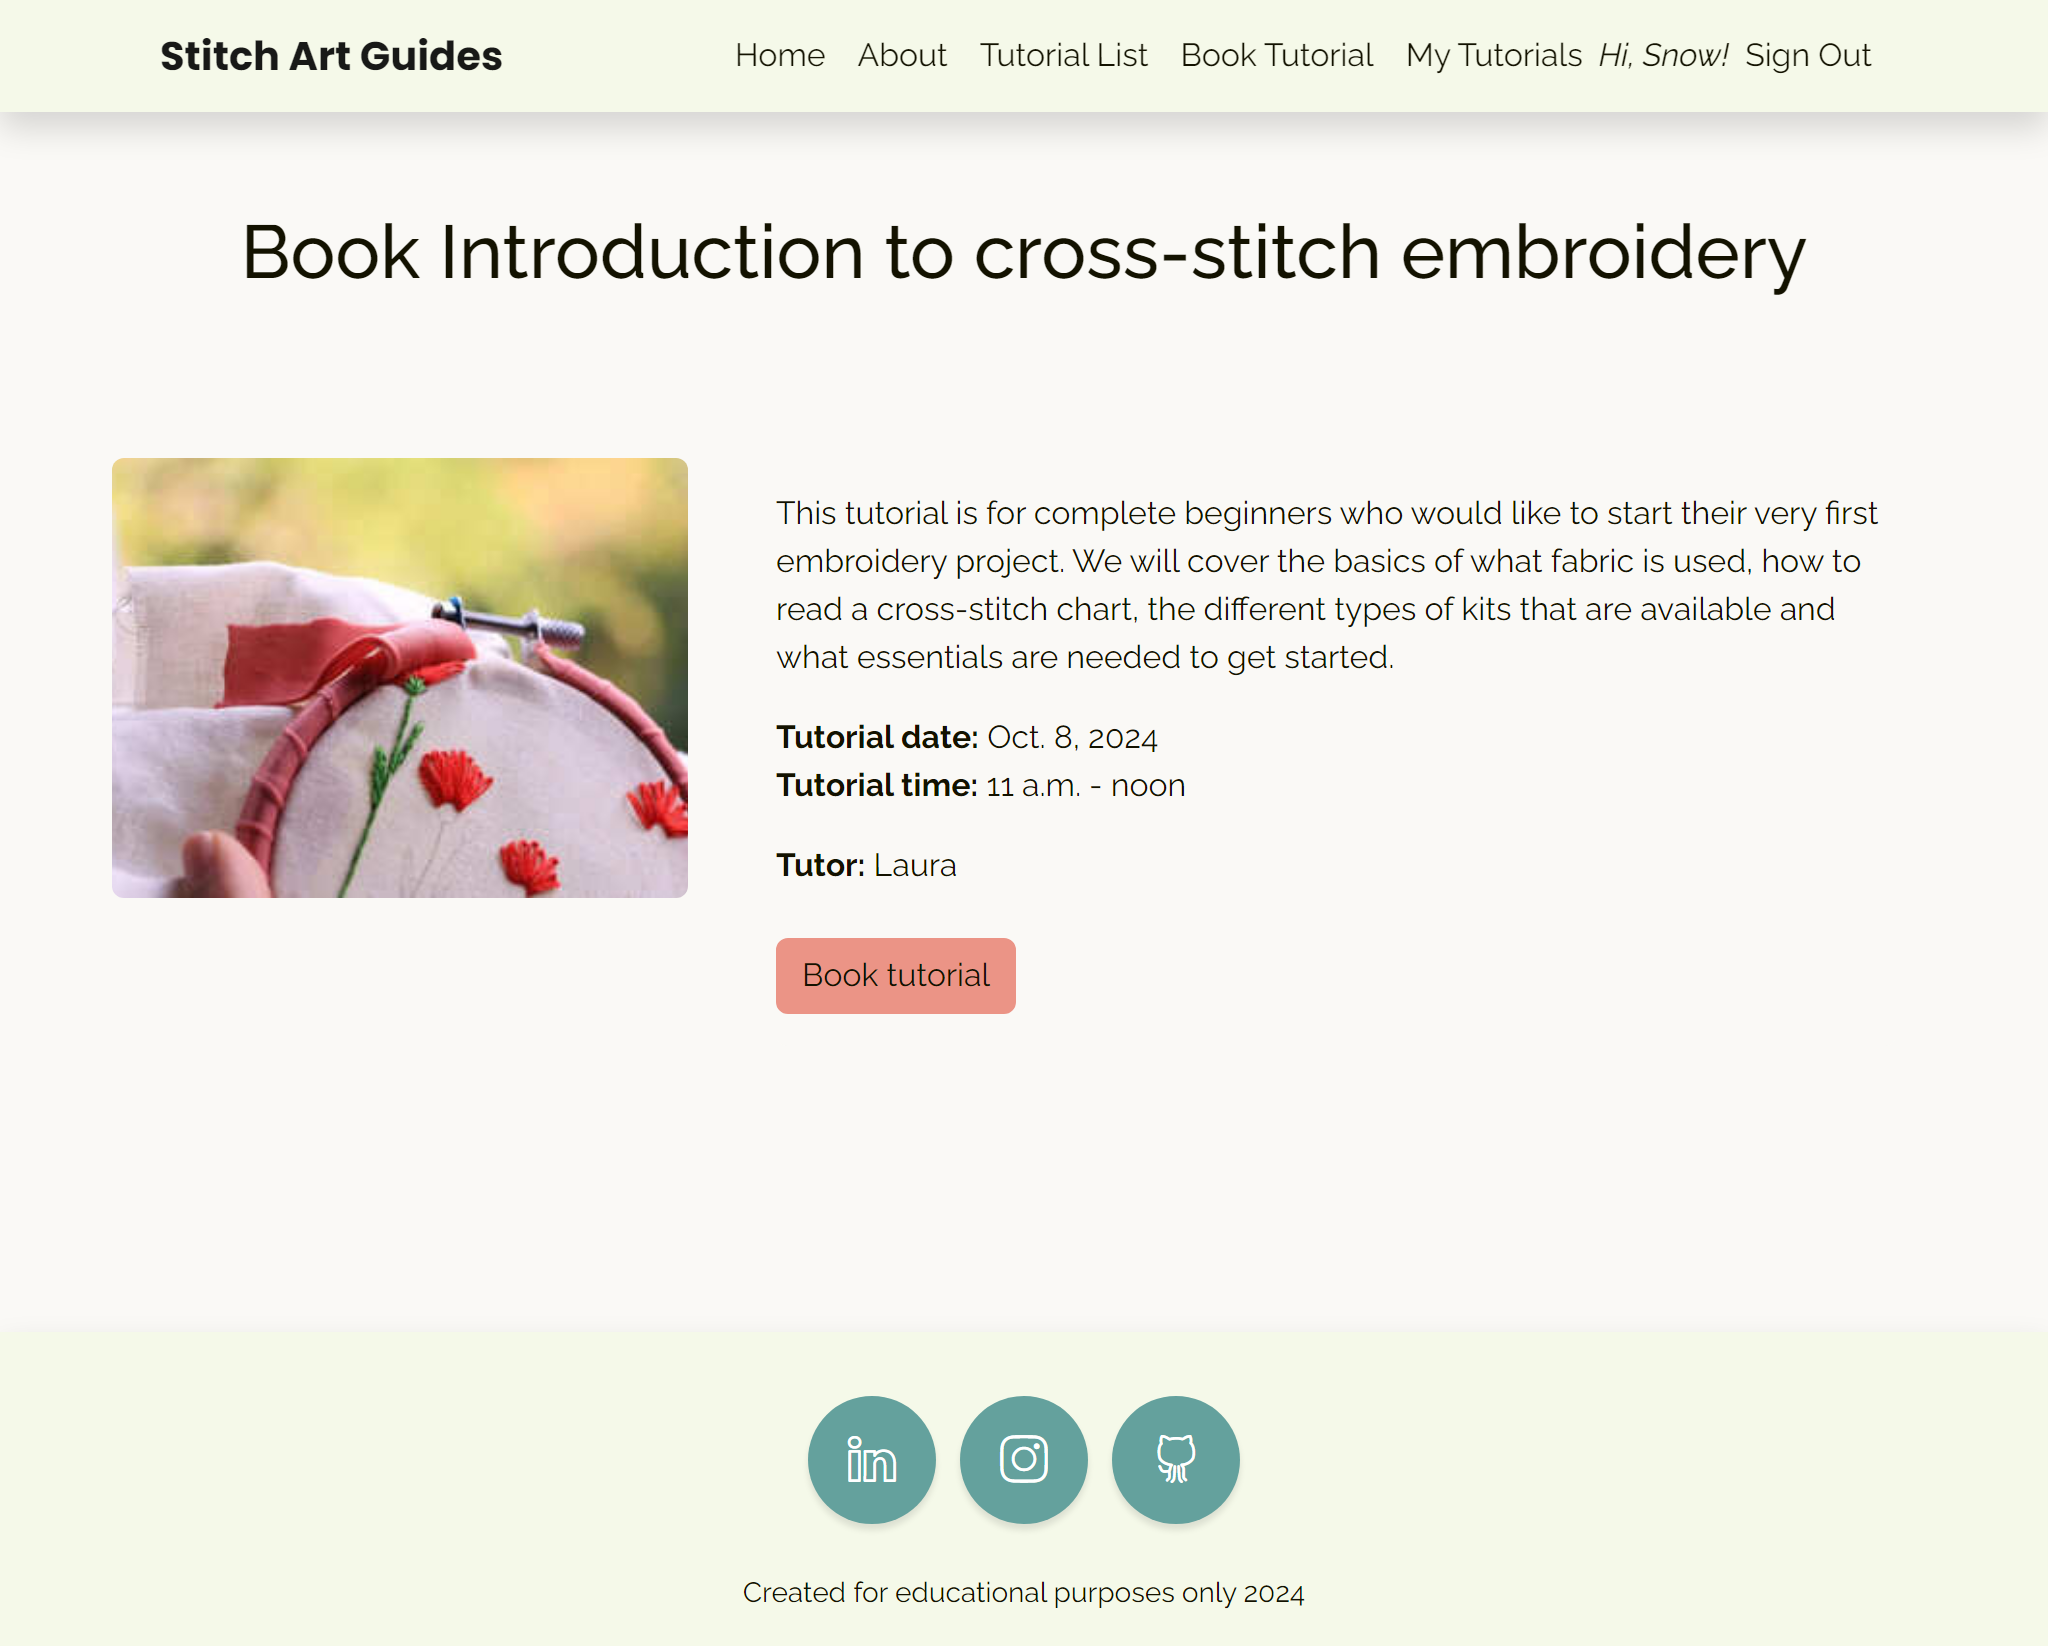 Stitch Art Guides
Home About Tutorial List Book Tutorial My Tutorials Hi, Snow! Sign Out
Book Introduction to cross-stitch embroidery
This tutorial is for complete beginners who would like to start their very first
embroidery project. We will cover the basics of what fabric is used, how to
read a cross-stitch chart, the different types of kits that are available and
what essentials are needed to get started.
Tutorial date: Oct. 8, 2024
Tutorial time: 11 a.m. - noon
Tutor: Laura
Book tutorial
in
Created for educational purposes only 2024